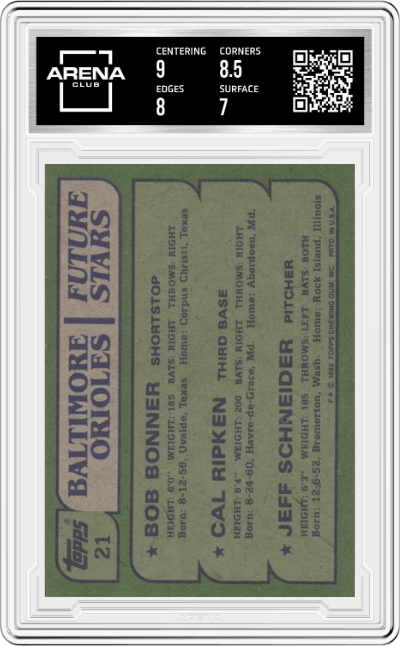 ARENA
CLUB
CENTERING
9
CORNERS
8.5
EDGES
8
SURFACE
7
Topps®
21
BALTIMORE
ORIOLES
FUTURE
STARS
★ BOB BONNER SHORTSTOP
HEIGHT: 6'0" WEIGHT: 185 BATS: RIGHT THROWS: RIGHT
Born: 8-12-56, Uvalde, Texas Home: Corpus Christi, Texas
★ CAL RIPKEN THIRD BASE
HEIGHT: 6'4" WEIGHT: 200 BATS: RIGHT THROWS: RIGHT
Born: 8-24-60, Havre-de-Grace, Md. Home: Aberdeen, Md.
★ JEFF SCHNEIDER PITCHER
HEIGHT: 6'3" WEIGHT: 185 THROWS: LEFT BATS: BOTH
Born: 12-6-52, Bremerton, Wash. Home: Rock Island, Illinois
© 1982 TOPPS CHEWING GUM, INC. PRTD. IN U.S.A.
ARENA